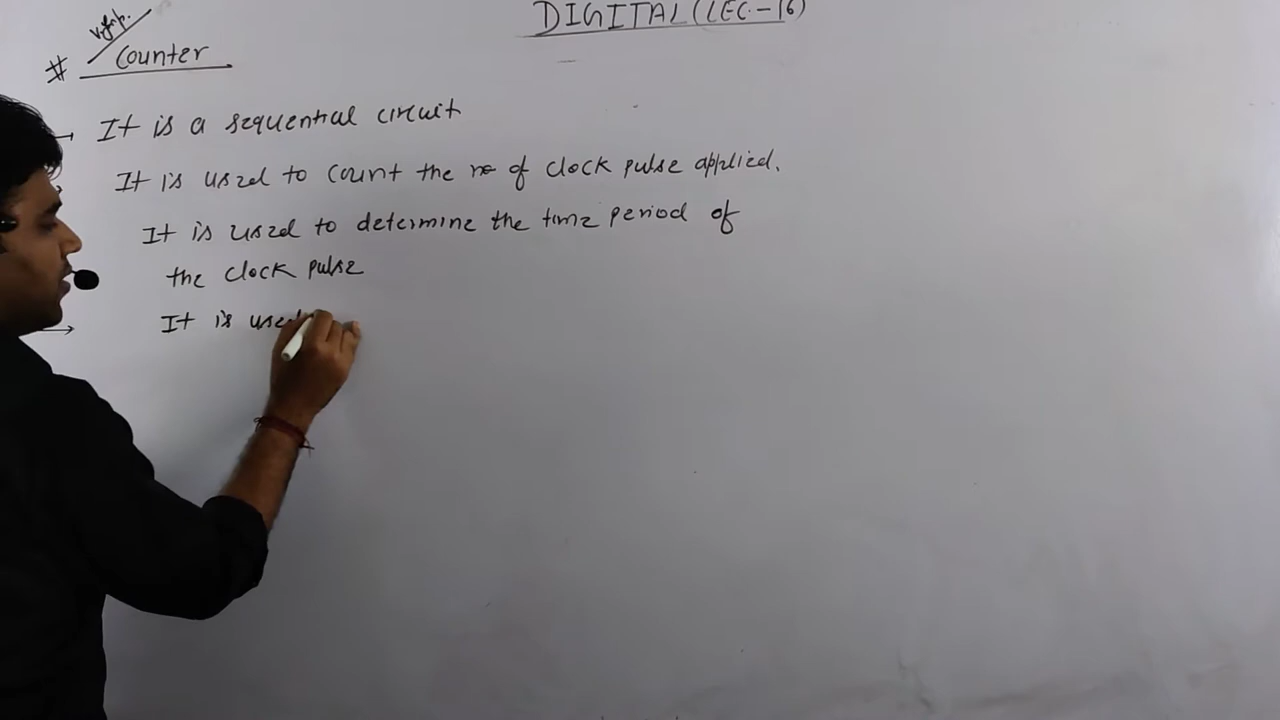 DIGITAL (LEC-16)
V.V.Imp.
# Counter
→ It is a sequential circuit
It is used to count the no of clock pulse applied.
It is used to determine the time period of
the clock pulse
→ It is used